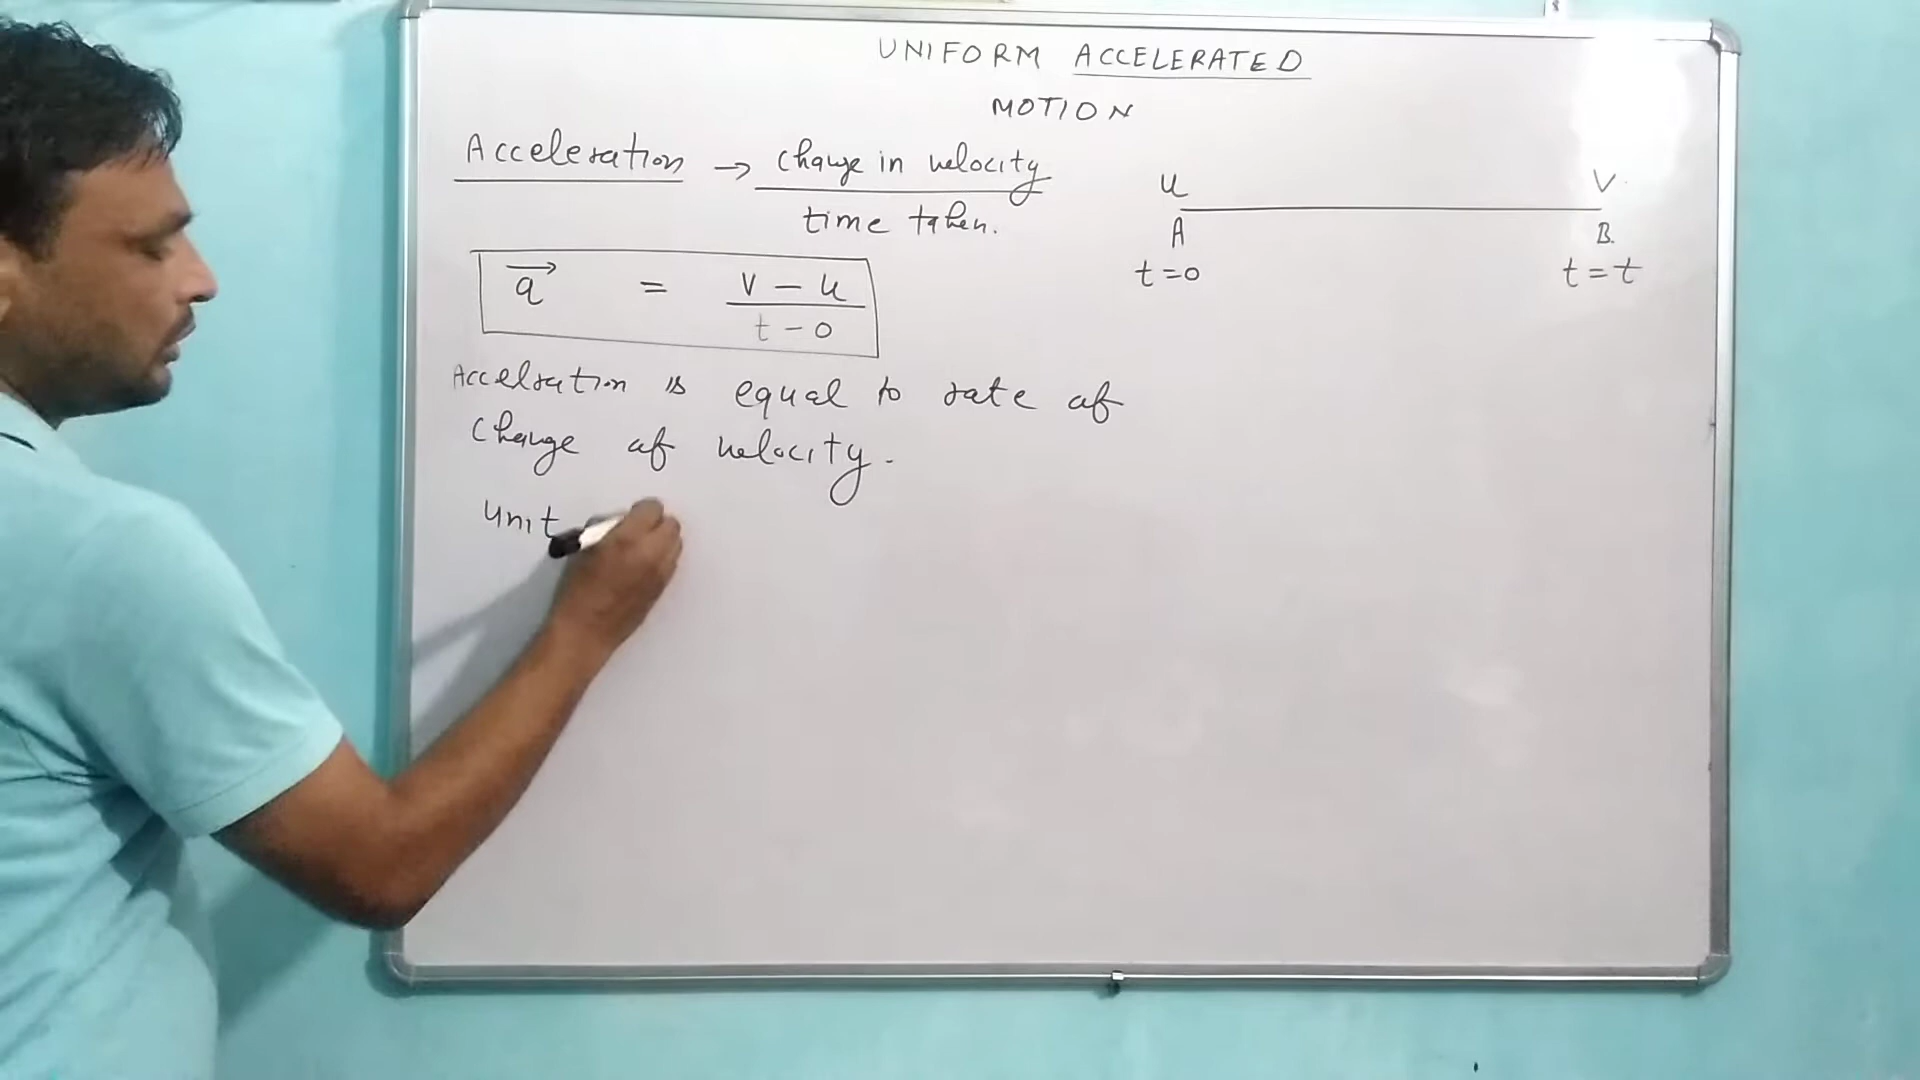 UNIFORM ACCELERATED
MOTION
Acceleration → Change in velocity
time taken.
a⃗ = v - u
t - 0
Accelration is equal to rate of
Change of velocity.
Unit
u v
A B.
t = 0 t = t